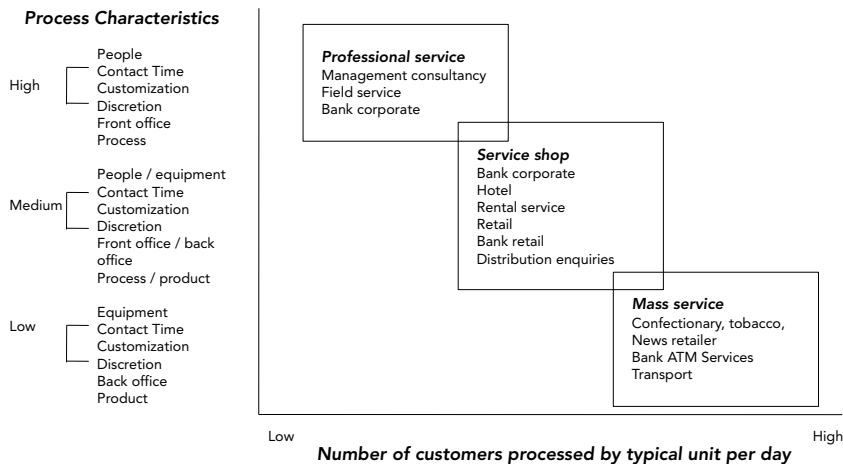 Process Characteristics
High
People
Contact Time
Customization
Discretion
Front office
Process
Medium
People / equipment
Contact Time
Customization
Discretion
Front office / back
office
Process / product
Low
Equipment
Contact Time
Customization
Discretion
Back office
Product
Professional service
Management consultancy
Field service
Bank corporate
Service shop
Bank corporate
Hotel
Rental service
Retail
Bank retail
Distribution enquiries
Mass service
Confectionary, tobacco,
News retailer
Bank ATM Services
Transport
Low
High
Number of customers processed by typical unit per day